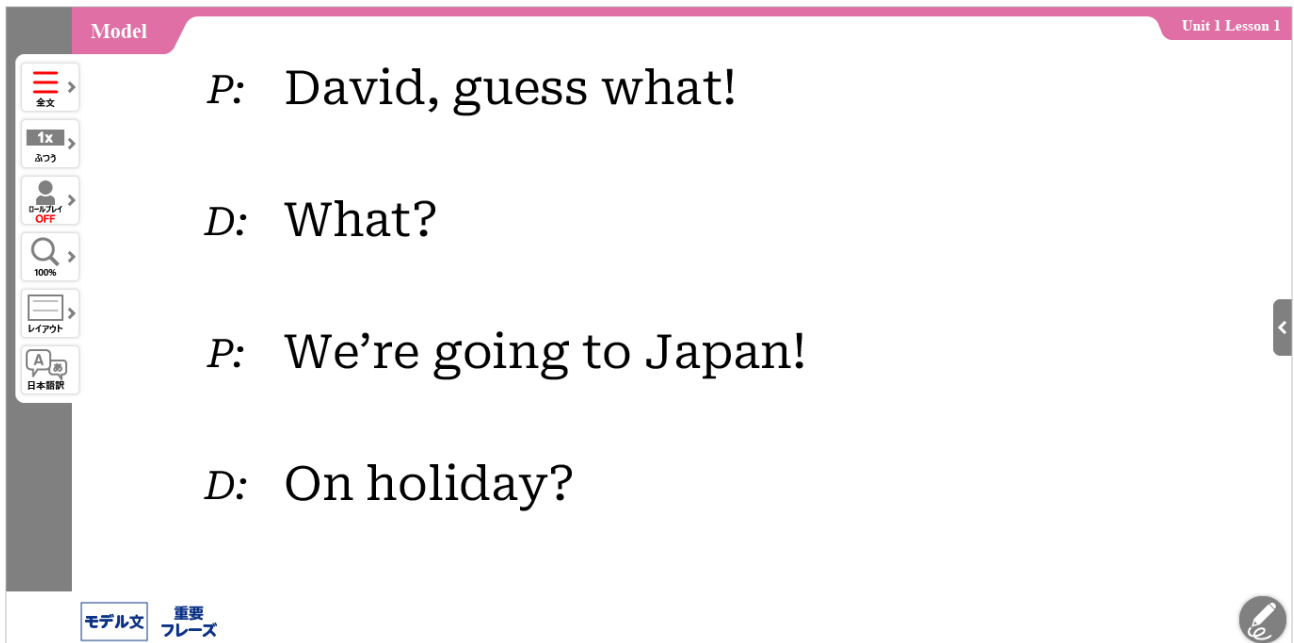 Model
Unit 1 Lesson 1
全文
1x
ふつう
ロールプレイ
OFF
100%
レイアウト
A あ
日本語訳
P: David, guess what!
D: What?
P: We’re going to Japan!
D: On holiday?
モデル文
重要
フレーズ